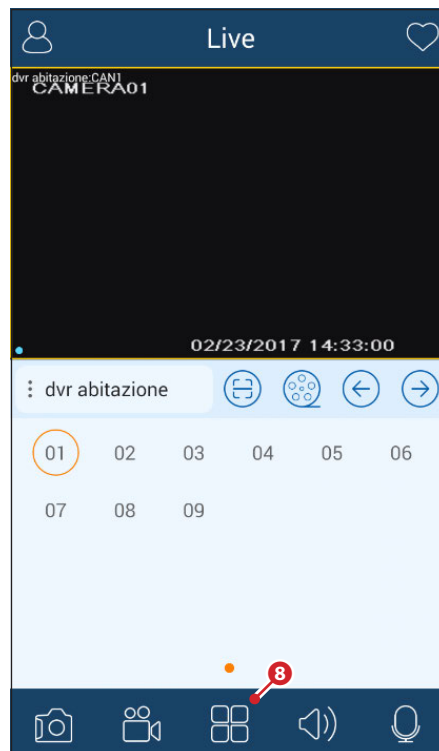 Live
dvr abitazione:CAN1
CAMERA01
02/23/2017 14:33:00
dvr abitazione
01 02 03 04 05 06
07 08 09
8